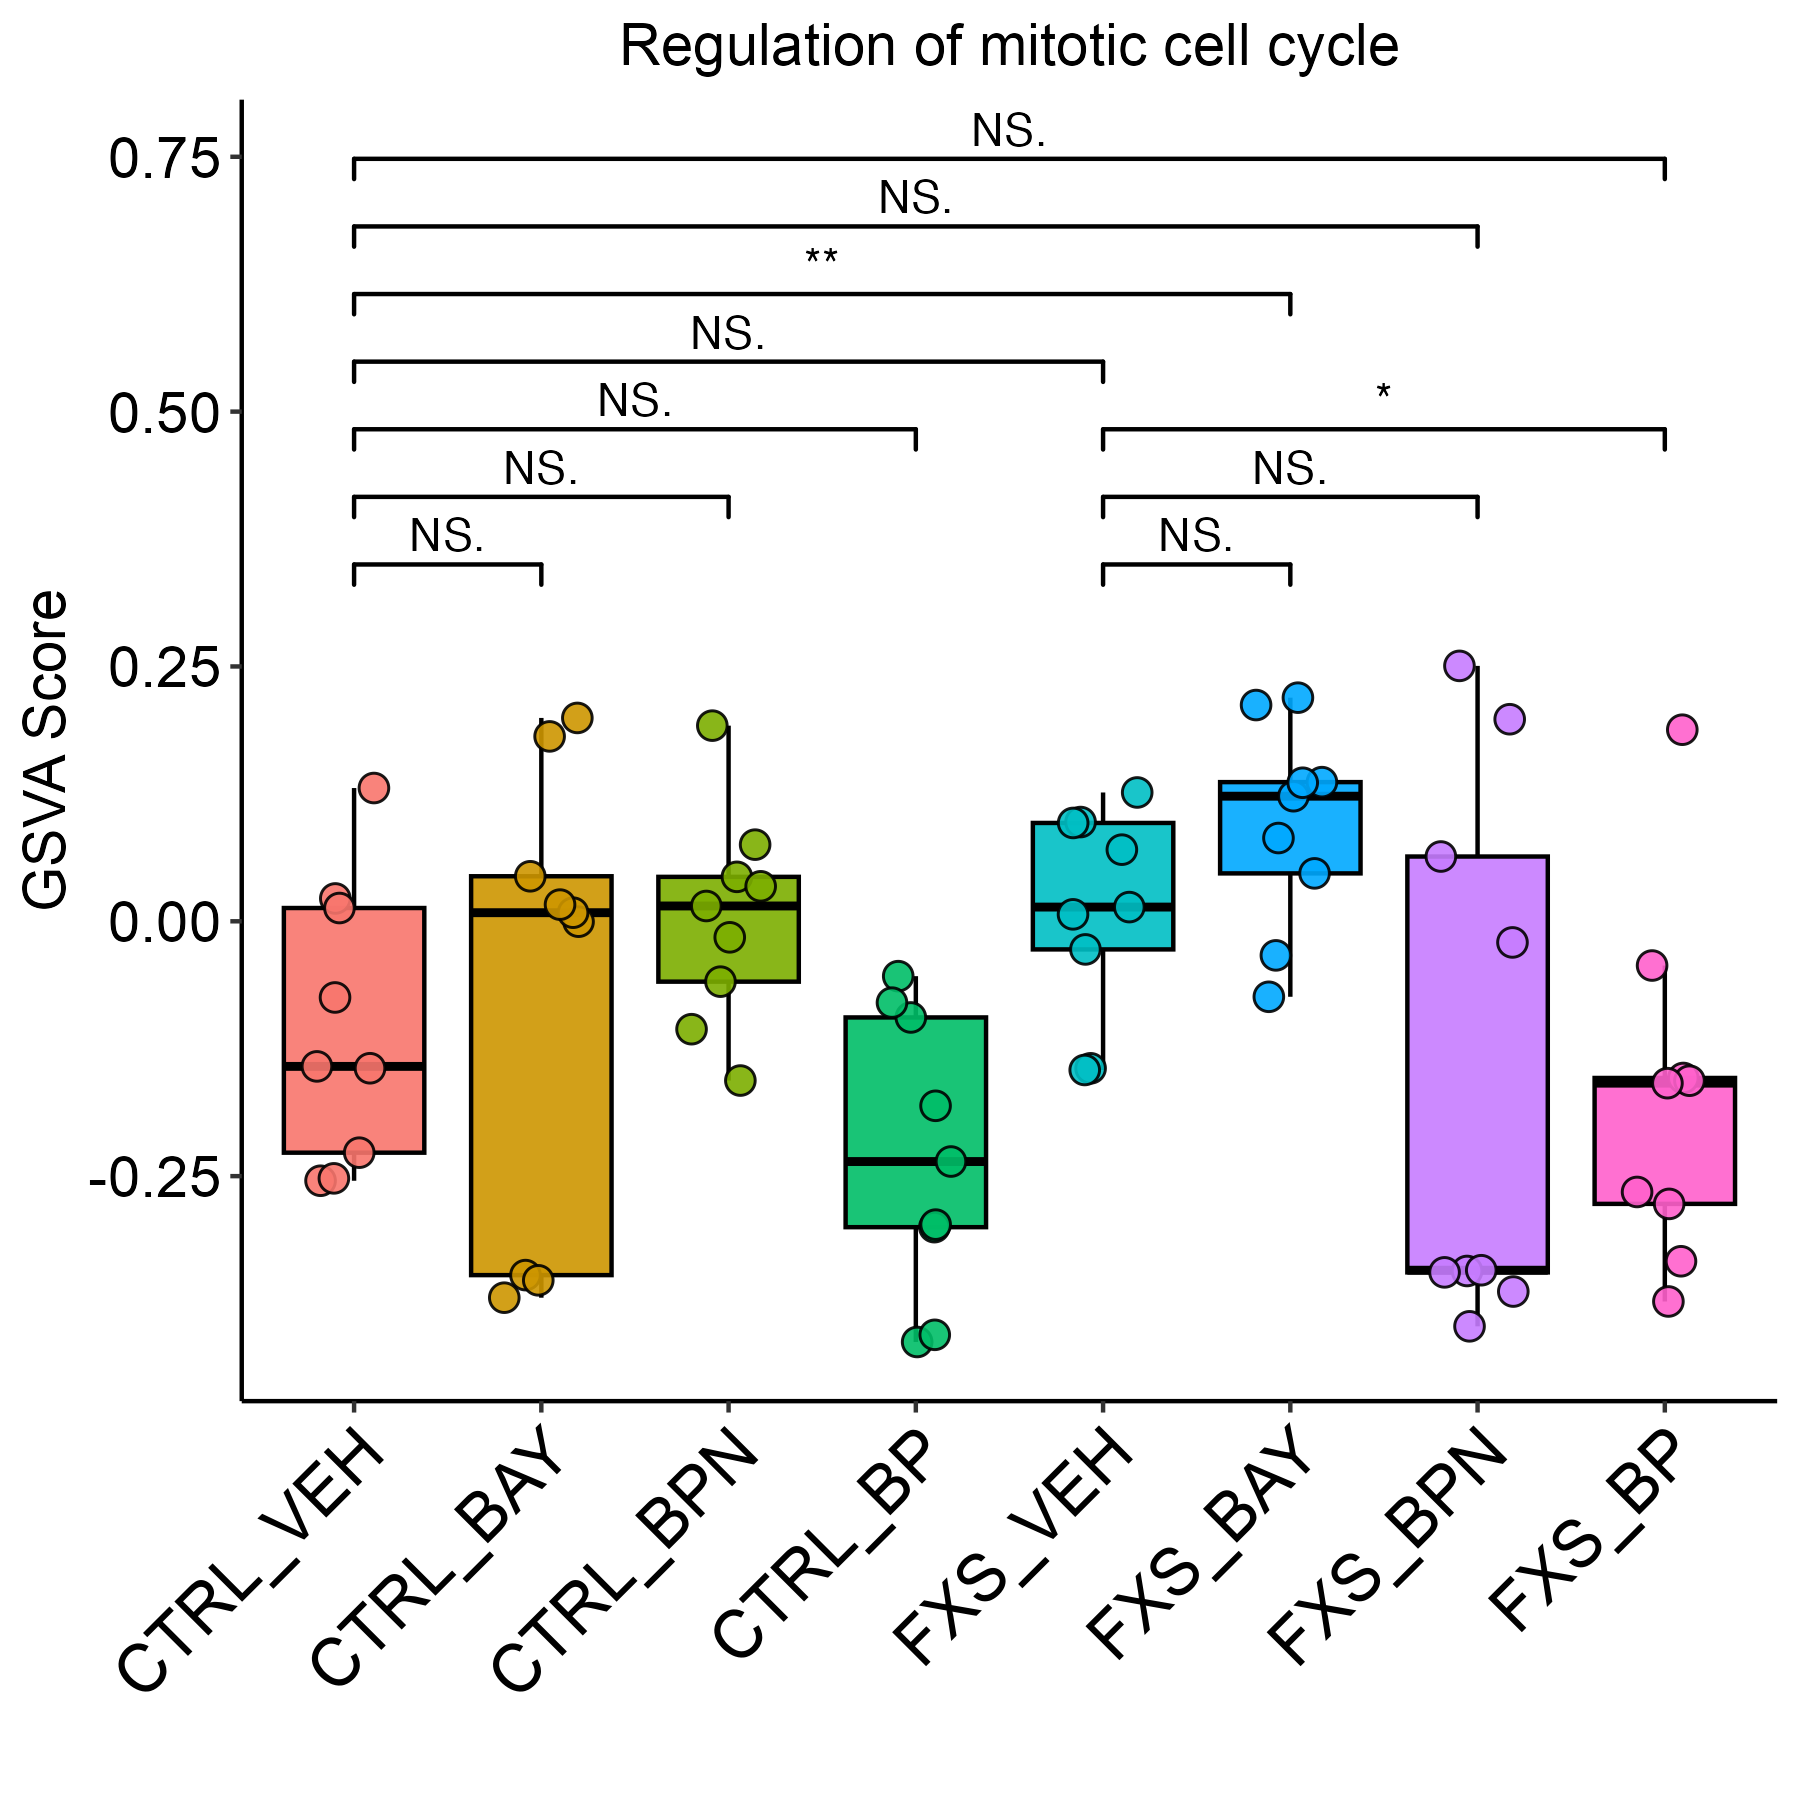 Regulation of mitotic cell cycle
NS.
NS.
**
NS.
NS.
*
NS.
NS.
NS.
NS.
GSVA Score
0.75
0.50
0.25
0.00
-0.25
CTRL_VEH
CTRL_BAY
CTRL_BPN
CTRL_BP
FXS_VEH
FXS_BAY
FXS_BPN
FXS_BP